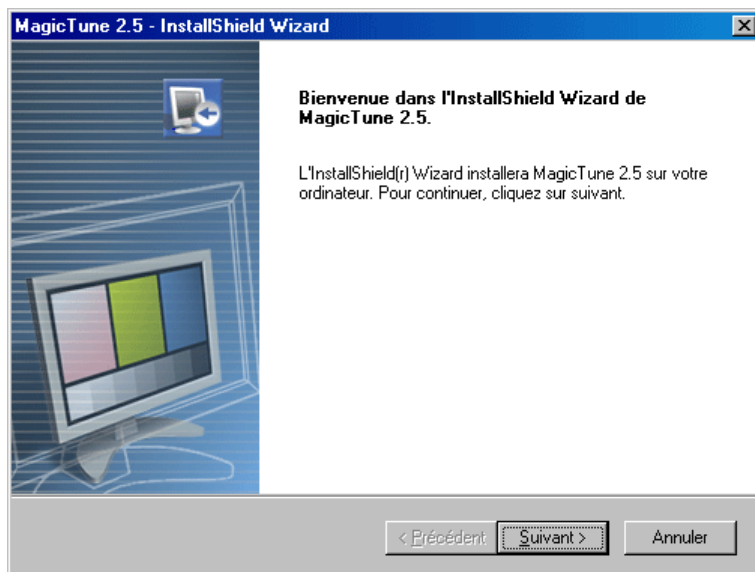 MagicTune 2.5 - InstallShield Wizard
Bienvenue dans l'InstallShield Wizard de
MagicTune 2.5.
L'InstallShield(r) Wizard installera MagicTune 2.5 sur votre
ordinateur. Pour continuer, cliquez sur suivant.
< Précédent
Suivant >
Annuler